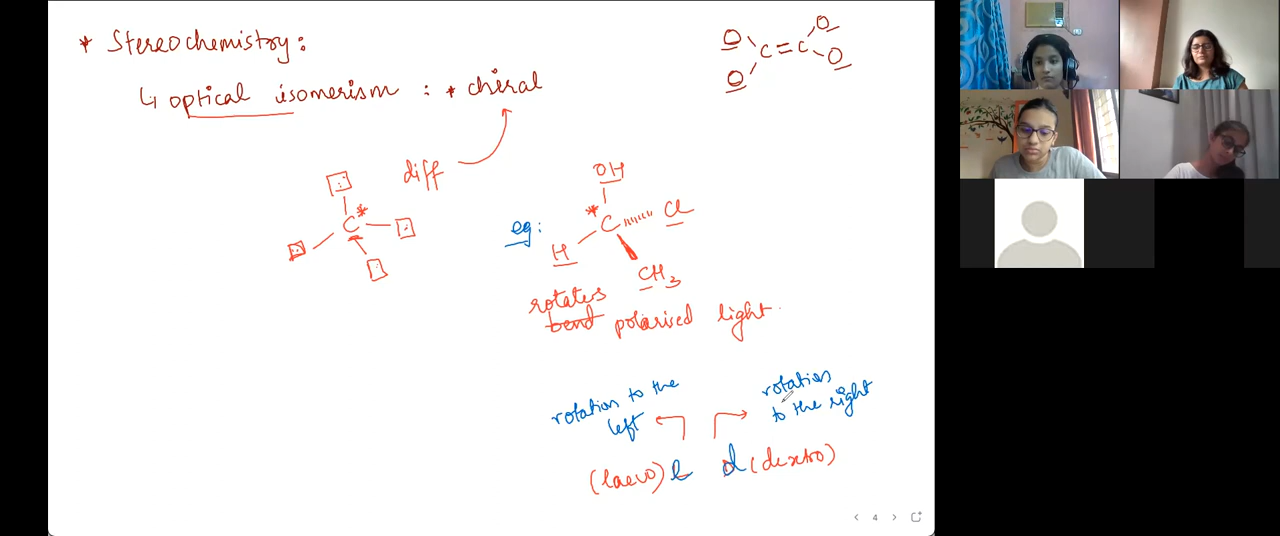 * Stereochemistry:
↳ optical isomerism : * chiral
C = C
diff
C*
eg:
OH
* C
Cl
H
CH3
rotates
bend polarised light.
rotation to the
left
rotation
to the right
(laevo) l d (dextro)
4